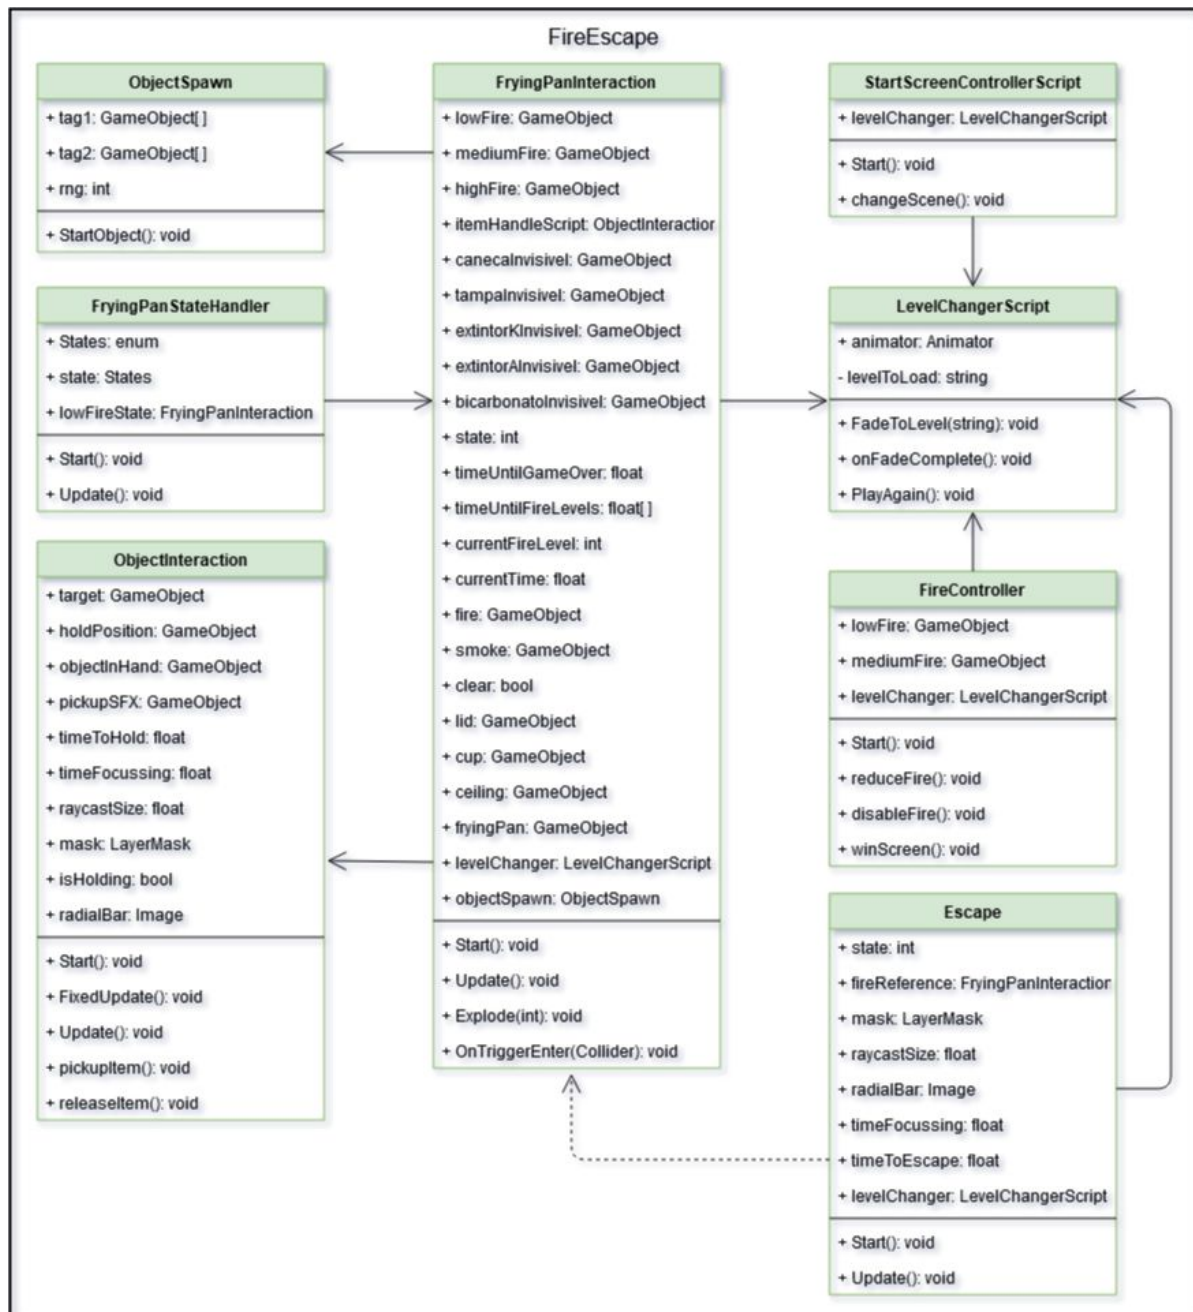 FireEscape
ObjectSpawn
+ tag1: GameObject[ ]
+ tag2: GameObject[ ]
+ rng: int
+ StartObject(): void
FryingPanStateHandler
+ States: enum
+ state: States
+ lowFireState: FryingPanInteraction
+ Start(): void
+ Update(): void
ObjectInteraction
+ target: GameObject
+ holdPosition: GameObject
+ objectInHand: GameObject
+ pickupSFX: GameObject
+ timeToHold: float
+ timeFocussing: float
+ raycastSize: float
+ mask: LayerMask
+ isHolding: bool
+ radialBar: Image
+ Start(): void
+ FixedUpdate(): void
+ Update(): void
+ pickupItem(): void
+ releaseItem(): void
FryingPanInteraction
+ lowFire: GameObject
+ mediumFire: GameObject
+ highFire: GameObject
+ itemHandleScript: ObjectInteraction
+ canecaInvisivel: GameObject
+ tampaInvisivel: GameObject
+ extintorKInvisivel: GameObject
+ extintorAInvisivel: GameObject
+ bicarbonatoInvisivel: GameObject
+ state: int
+ timeUntilGameOver: float
+ timeUntilFireLevels: float[ ]
+ currentFireLevel: int
+ currentTime: float
+ fire: GameObject
+ smoke: GameObject
+ clear: bool
+ lid: GameObject
+ cup: GameObject
+ ceiling: GameObject
+ fryingPan: GameObject
+ levelChanger: LevelChangerScript
+ objectSpawn: ObjectSpawn
+ Start(): void
+ Update(): void
+ Explode(int): void
+ OnTriggerEnter(Collider): void
StartScreenControllerScript
+ levelChanger: LevelChangerScript
+ Start(): void
+ changeScene(): void
LevelChangerScript
+ animator: Animator
- levelToLoad: string
+ FadeToLevel(string): void
+ onFadeComplete(): void
+ PlayAgain(): void
FireController
+ lowFire: GameObject
+ mediumFire: GameObject
+ levelChanger: LevelChangerScript
+ Start(): void
+ reduceFire(): void
+ disableFire(): void
+ winScreen(): void
Escape
+ state: int
+ fireReference: FryingPanInteraction
+ mask: LayerMask
+ raycastSize: float
+ radialBar: Image
+ timeFocussing: float
+ timeToEscape: float
+ levelChanger: LevelChangerScript
+ Start(): void
+ Update(): void